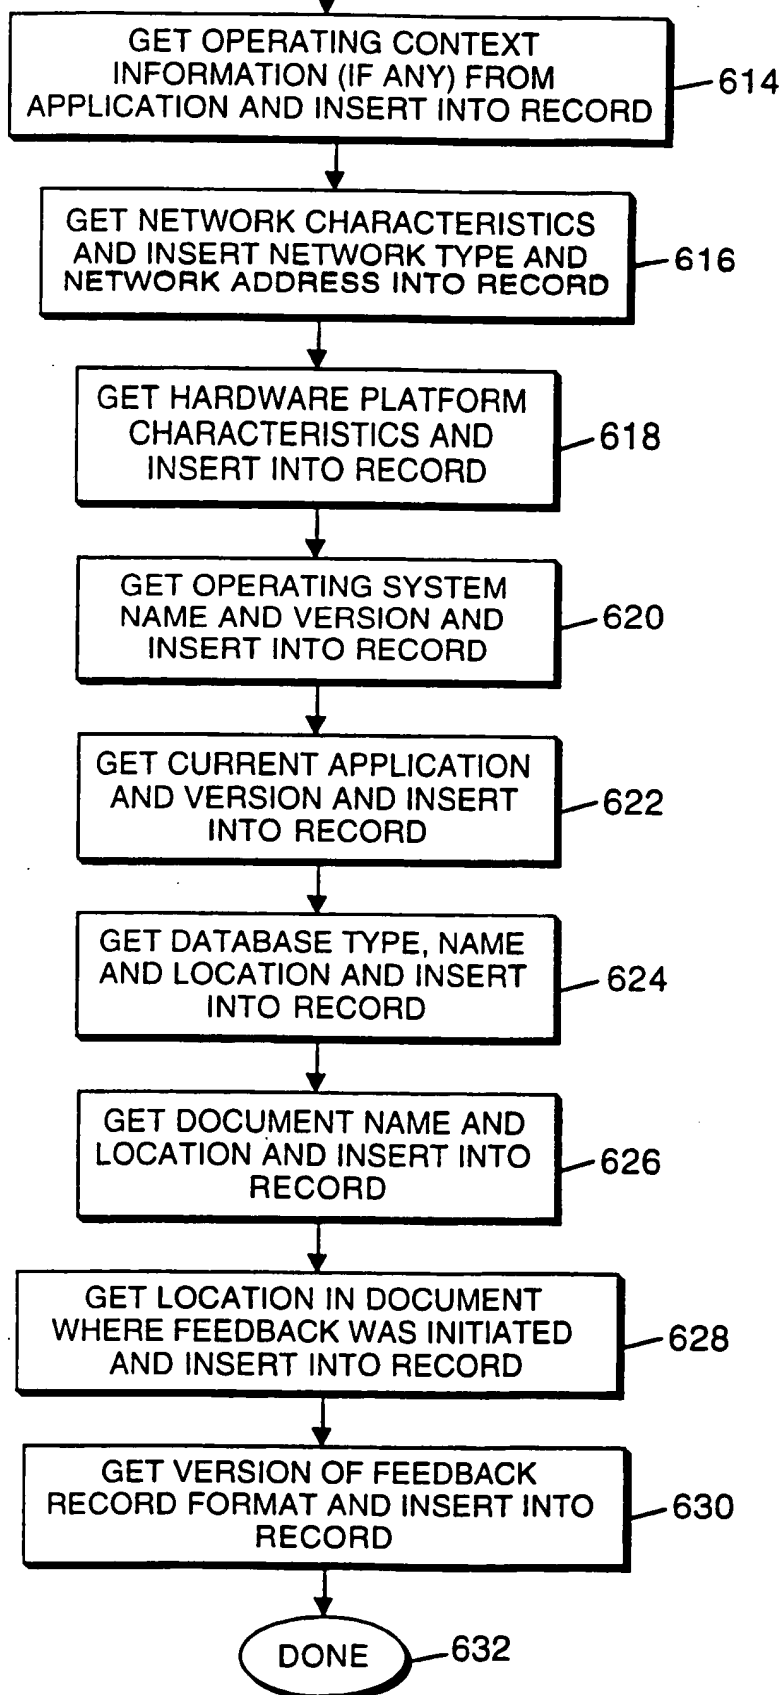 GET OPERATING CONTEXT
INFORMATION (IF ANY) FROM
APPLICATION AND INSERT INTO RECORD
614
GET NETWORK CHARACTERISTICS
AND INSERT NETWORK TYPE AND
NETWORK ADDRESS INTO RECORD
616
GET HARDWARE PLATFORM
CHARACTERISTICS AND
INSERT INTO RECORD
618
GET OPERATING SYSTEM
NAME AND VERSION AND
INSERT INTO RECORD
620
GET CURRENT APPLICATION
AND VERSION AND INSERT
INTO RECORD
622
GET DATABASE TYPE, NAME
AND LOCATION AND INSERT
INTO RECORD
624
GET DOCUMENT NAME AND
LOCATION AND INSERT INTO
RECORD
626
GET LOCATION IN DOCUMENT
WHERE FEEDBACK WAS INITIATED
AND INSERT INTO RECORD
628
GET VERSION OF FEEDBACK
RECORD FORMAT AND INSERT INTO
RECORD
630
DONE
632